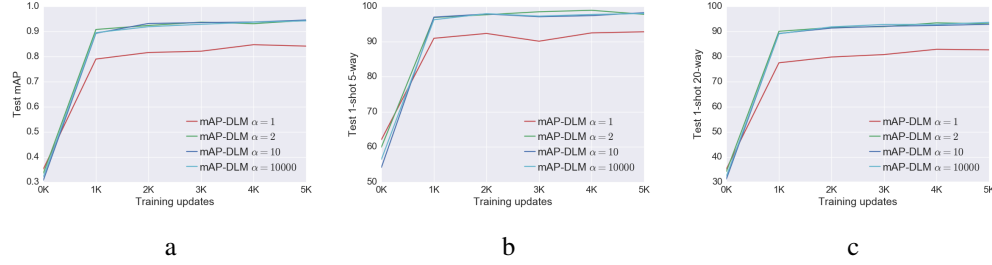 1.0
0.9
0.8
0.7
0.6
0.5
0.4
0.3
Test mAP
0K 1K 2K 3K 4K 5K
Training updates
mAP-DLM α = 1
mAP-DLM α = 2
mAP-DLM α = 10
mAP-DLM α = 10000
a
100
90
80
70
60
50
Test 1-shot 5-way
0K 1K 2K 3K 4K 5K
Training updates
mAP-DLM α = 1
mAP-DLM α = 2
mAP-DLM α = 10
mAP-DLM α = 10000
b
100
90
80
70
60
50
40
30
Test 1-shot 20-way
0K 1K 2K 3K 4K 5K
Training updates
mAP-DLM α = 1
mAP-DLM α = 2
mAP-DLM α = 10
mAP-DLM α = 10000
c